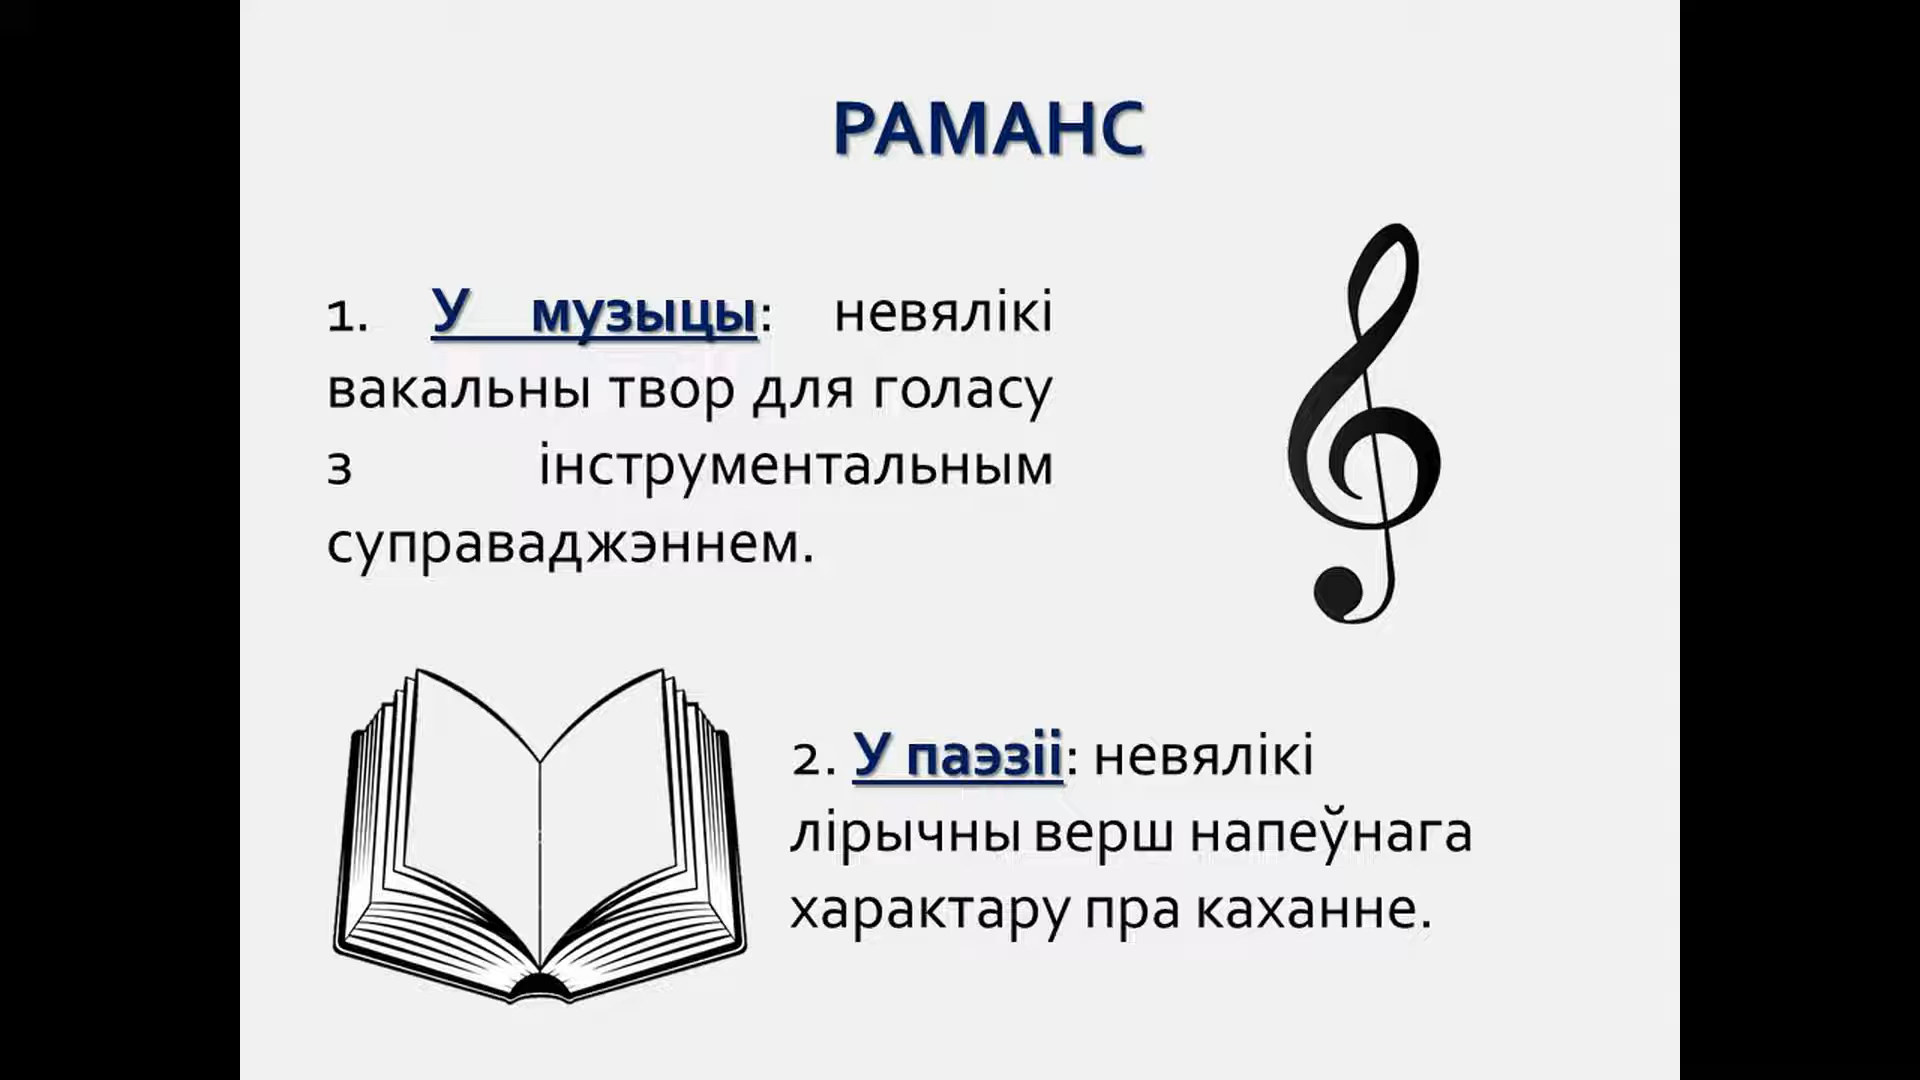 РАМАНС
1. У музыцы: невялікі
вакальны твор для голасу
з інструментальным
суправаджэннем.
2. У паэзіі: невялікі
лірычны верш напеўнага
характару пра каханне.